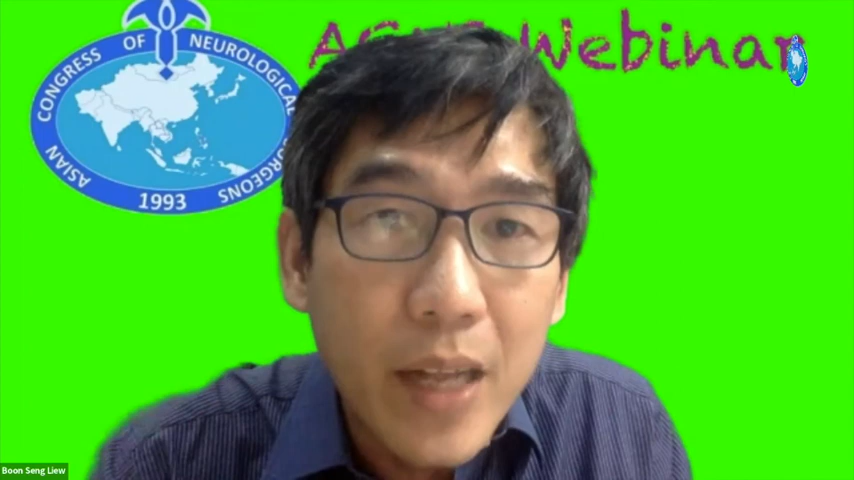 ASIAN CONGRESS OF NEUROLOGICAL SURGEONS
1993
Webinar
Boon Seng Liew